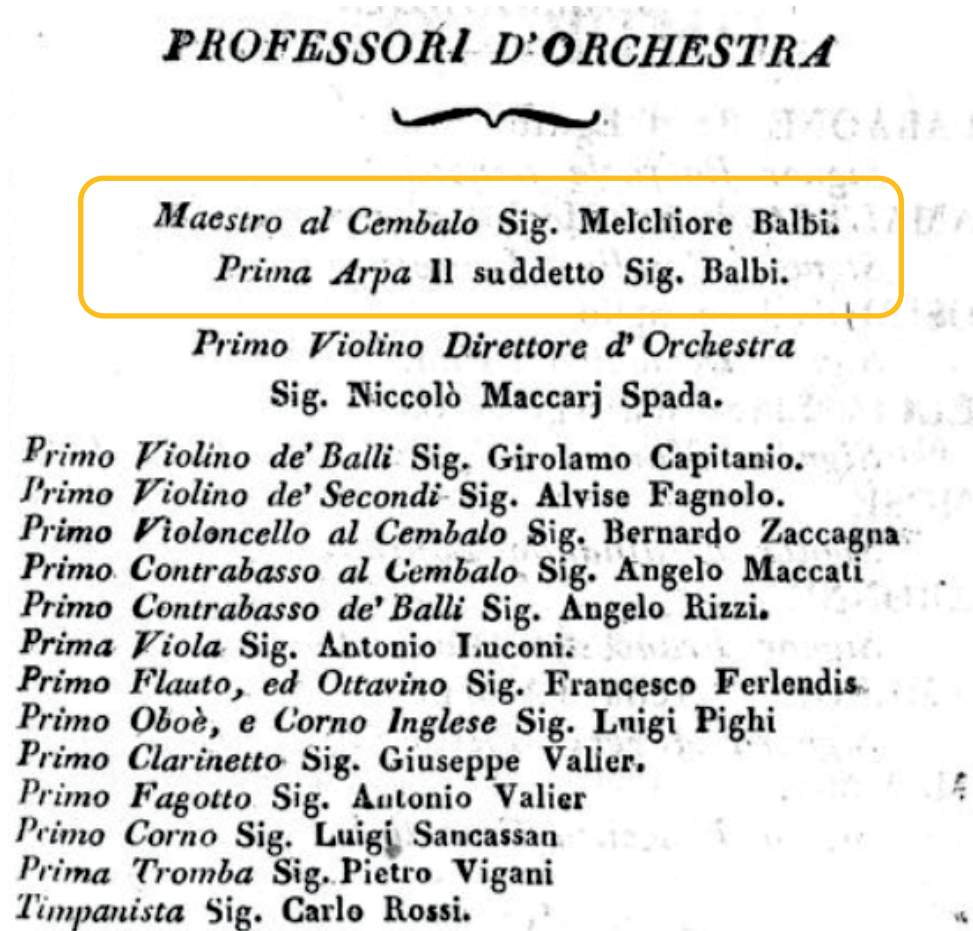 PROFESSORI D'ORCHESTRA
Maestro al Cembalo Sig. Melchiore Balbi.
Prima Arpa Il suddetto Sig. Balbi.
Primo Violino Direttore d' Orchestra
Sig. Niccolò Maccarj Spada.
Primo Violino de' Balli Sig. Girolamo Capitanio.
Primo Violino de' Secondi Sig. Alvise Fagnolo.
Primo Violoncello al Cembalo Sig. Bernardo Zaccagna
Primo Contrabasso al Cembalo Sig. Angelo Maccati
Primo Contrabasso de' Balli Sig. Angelo Rizzi.
Prima Viola Sig. Antonio Luconi.
Primo Flauto, ed Ottavino Sig. Francesco Ferlendis.
Primo Oboè, e Corno Inglese Sig. Luigi Pighi
Primo Clarinetto Sig. Giuseppe Valier.
Primo Fagotto Sig. Antonio Valier
Primo Corno Sig. Luigi Sancassan
Prima Tromba Sig. Pietro Vigani
Timpanista Sig. Carlo Rossi.